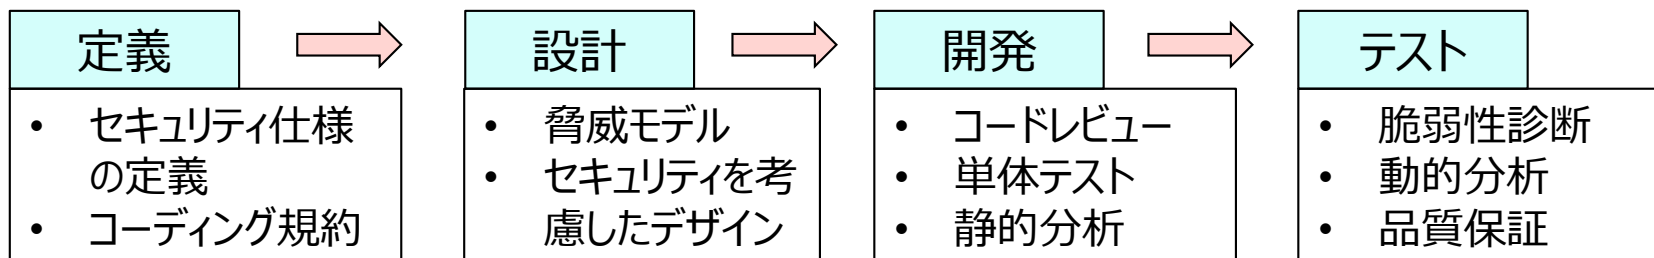 定義
• セキュリティ仕様
の定義
• コーディング規約
設計
• 脅威モデル
• セキュリティを考
慮したデザイン
開発
• コードレビュー
• 単体テスト
• 静的分析
テスト
• 脆弱性診断
• 動的分析
• 品質保証